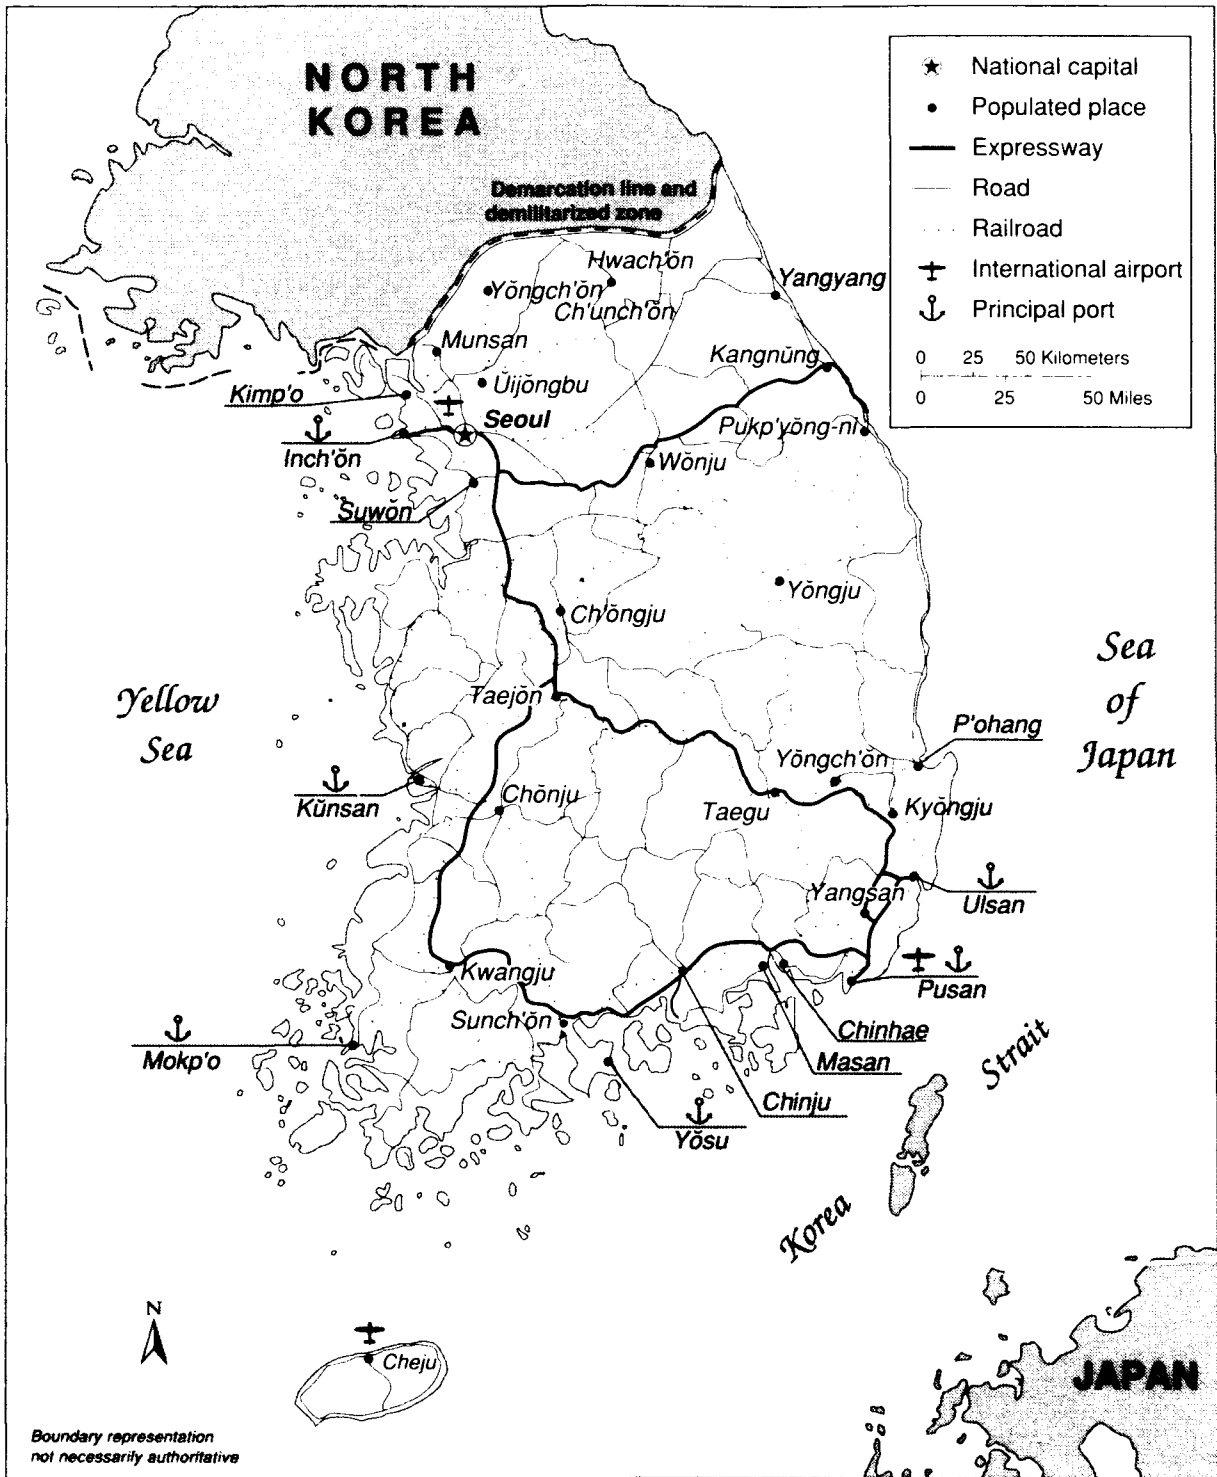 NORTH
KOREA
National capital
Populated place
Expressway
Road
Railroad
International airport
Principal port
0 25 50 Kilometers
0 25 50 Miles
Demarcation line and
demilitarized zone
Hwach'ŏn
Yŏngch'ŏn
Ch'unch'ŏn
Yangyang
Munsan
Kangnŭng
Ŭijŏngbu
Kimp'o
Seoul
Pukp'yŏng-ni
Inch'ŏn
Wŏnju
Suwŏn
Yŏngju
Ch'ŏngju
Yellow
Sea
Sea
of
Japan
Taejŏn
P'ohang
Yŏngch'ŏn
Kŭnsan
Chŏnju
Taegu
Kyŏngju
Yangsan
Ulsan
Kwangju
Pusan
Sunch'ŏn
Mokp'o
Chinhae
Masan
Chinju
Yŏsu
Korea
Strait
N
Cheju
JAPAN
Boundary representation
not necessarily authoritative